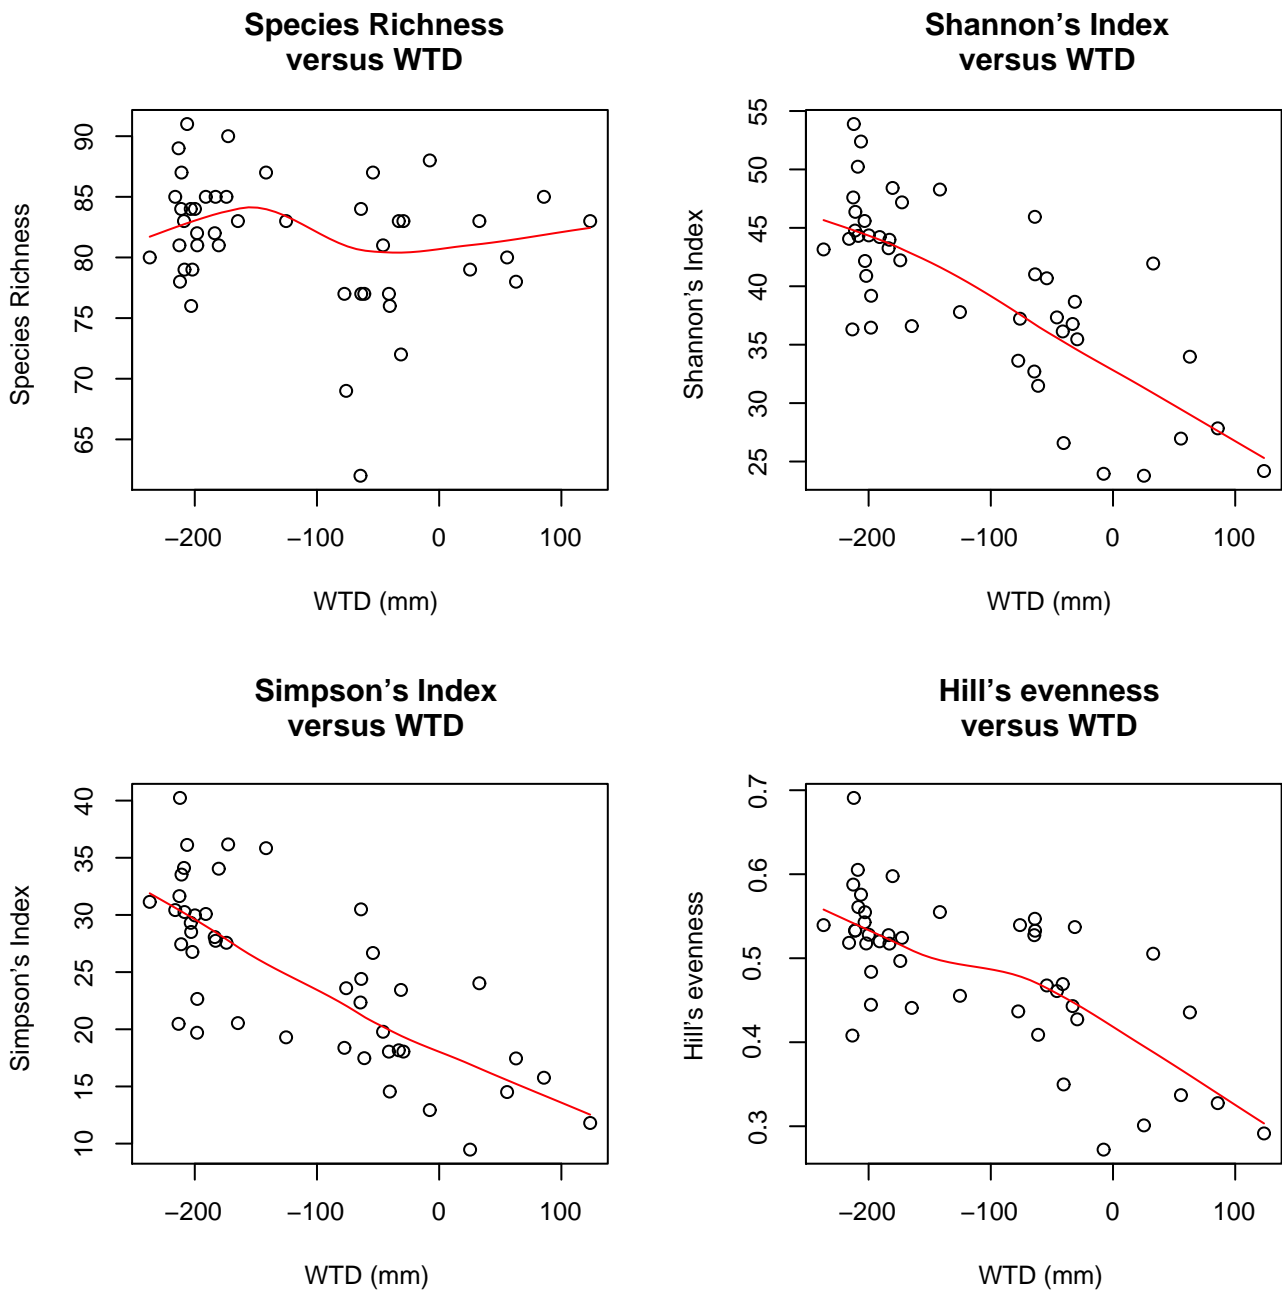 Species Richness
versus WTD
Species Richness
90
85
80
75
70
65
−200 −100 0 100
WTD (mm)
Shannon's Index
versus WTD
Shannon's Index
55
50
45
40
35
30
25
−200 −100 0 100
WTD (mm)
Simpson's Index
versus WTD
Simpson's Index
40
35
30
25
20
15
10
−200 −100 0 100
WTD (mm)
Hill's evenness
versus WTD
Hill's evenness
0.7
0.6
0.5
0.4
0.3
−200 −100 0 100
WTD (mm)